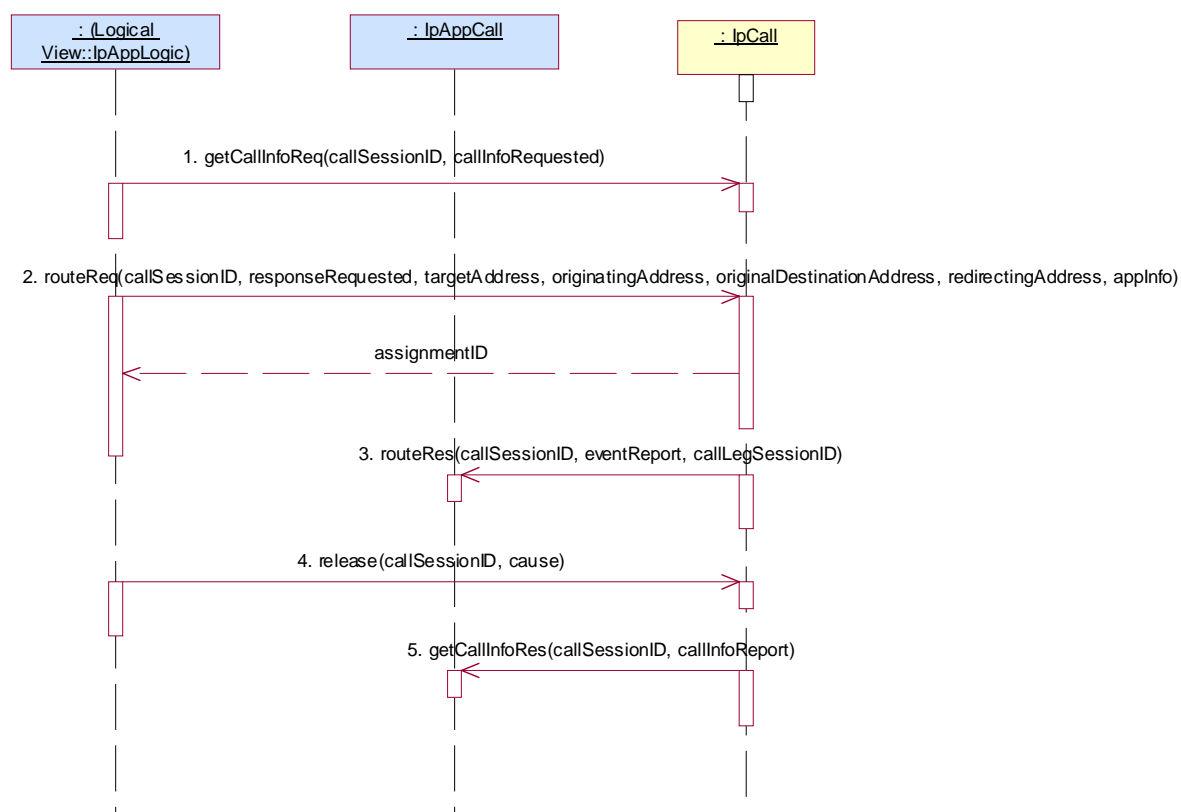 : (Logical
View::IpAppLogic)
: IpAppCall
: IpCall
1. getCallInfoReq(callSessionID, callInfoRequested)
2. routeReq(callSessionID, responseRequested, targetAddress, originatingAddress, originalDestinationAddress, redirectingAddress, appInfo)
assignmentID
3. routeRes(callSessionID, eventReport, callLegSessionID)
4. release(callSessionID, cause)
5. getCallInfoRes(callSessionID, callInfoReport)